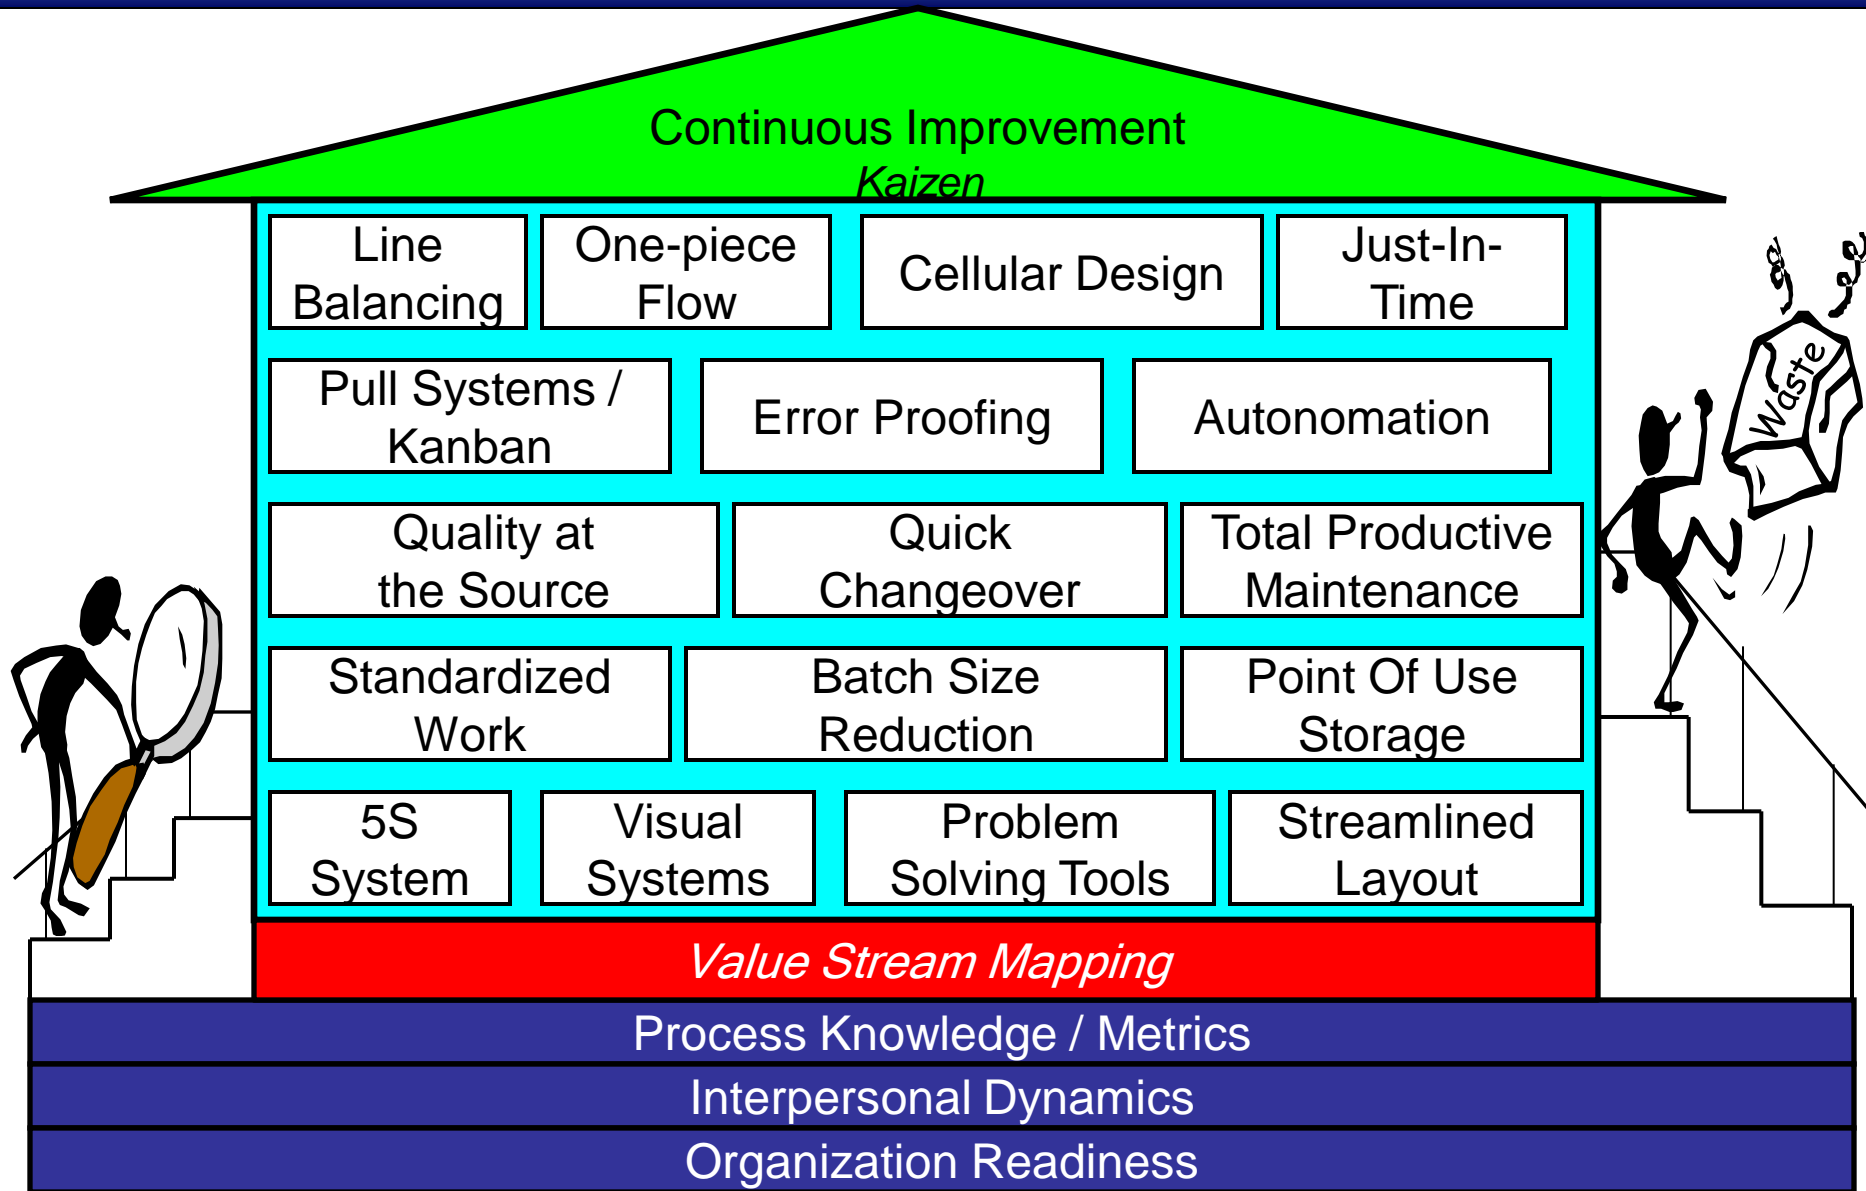 Continuous Improvement
Kaizen
Line
Balancing
One-piece
Flow
Cellular Design
Just-In-
Time
Pull Systems /
Kanban
Error Proofing
Autonomation
Waste
Quality at
the Source
Quick
Changeover
Total Productive
Maintenance
Standardized
Work
Batch Size
Reduction
Point Of Use
Storage
5S
System
Visual
Systems
Problem
Solving Tools
Streamlined
Layout
Value Stream Mapping
Process Knowledge / Metrics
Interpersonal Dynamics
Organization Readiness